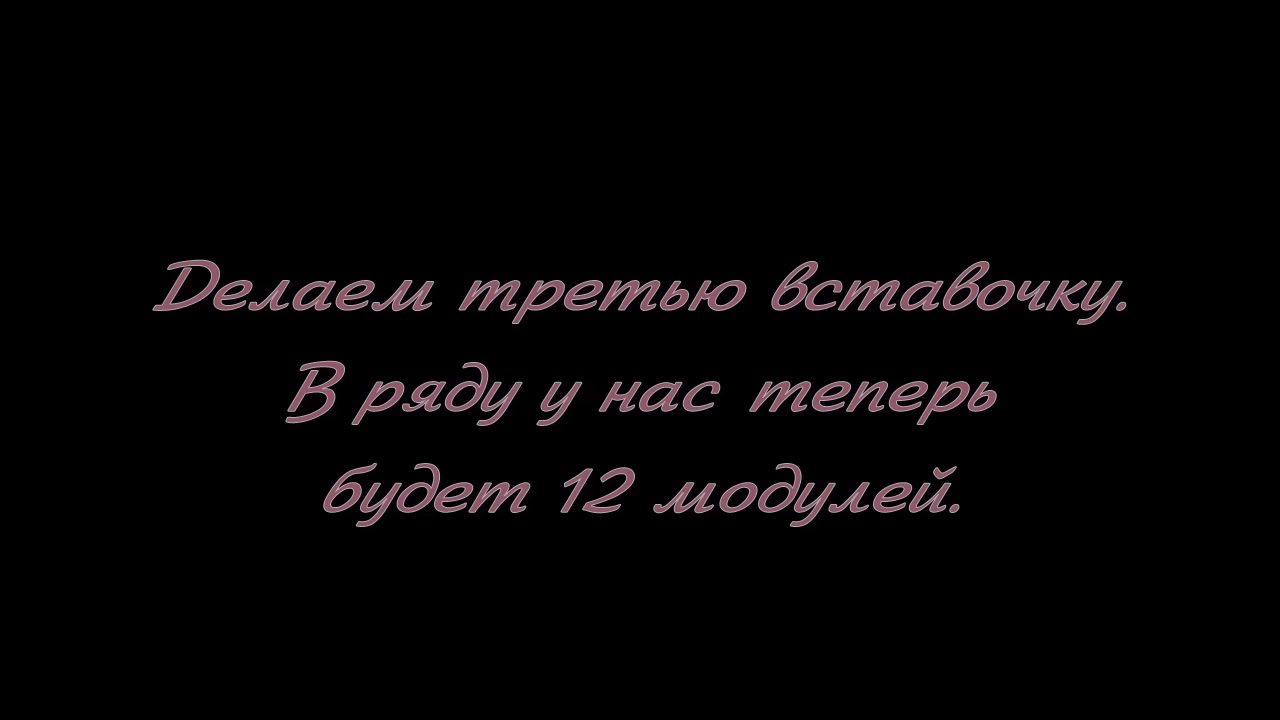 Делаем третью вставочку.
В ряду у нас теперь
будет 12 модулей.